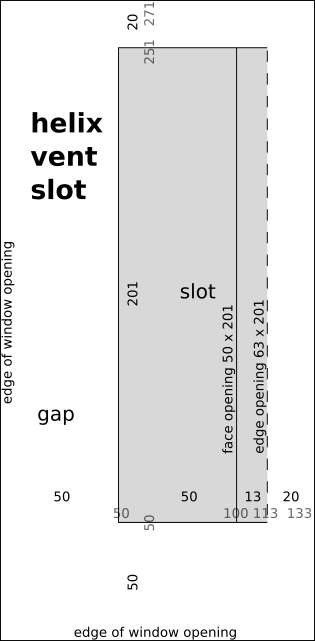 20
271
251
helix
vent
slot
edge of window opening
201
slot
face opening 50 x 201
edge opening 63 x 201
gap
50
50
13
20
50
50
100
113
133
50
edge of window opening